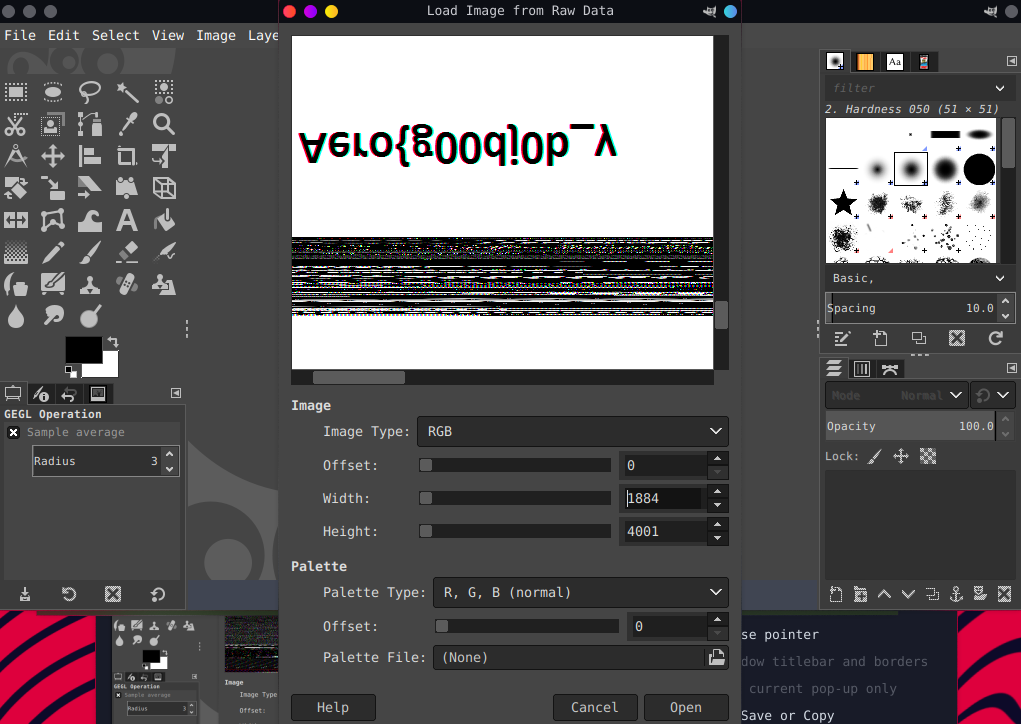 Load Image from Raw Data
File Edit Select View Image Laye
Aero{g00dj0b_y
filter
2. Hardness 050 (51 × 51)
Aa
Basic,
Spacing 10.0
GEGL Operation
Sample average
Radius 3
Mode Normal
Opacity 100.0
Lock:
Image
Image Type: RGB
Offset: 0
Width: 1884
Height: 4001
Palette
Palette Type: R, G, B (normal)
Offset: 0
Palette File: (None)
Help Cancel Open
GEGL Operation
Sample average
Radius 3
Image
Image Type
Offset:
se pointer
dow titlebar and borders
current pop-up only
Save or Copy